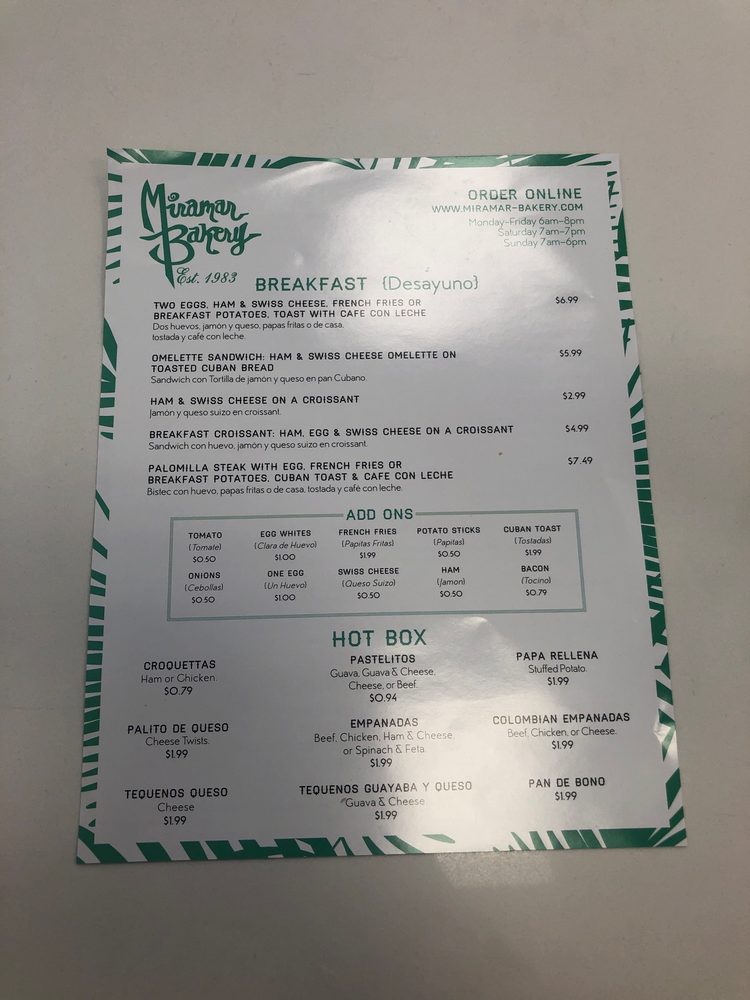 Miramar
Bakery
Est. 1983
ORDER ONLINE
WWW.MIRAMAR-BAKERY.COM
Monday-Friday 6am-8pm
Saturday 7am-7pm
Sunday 7am-6pm
BREAKFAST {Desayuno}
TWO EGGS, HAM & SWISS CHEESE, FRENCH FRIES OR $6.99
BREAKFAST POTATOES, TOAST WITH CAFE CON LECHE
Dos huevos, jamón y queso, papas fritas o de casa,
tostada y café con leche.
OMELETTE SANDWICH: HAM & SWISS CHEESE OMELETTE ON $5.99
TOASTED CUBAN BREAD
Sandwich con Tortilla de jamón y queso en pan Cubano.
HAM & SWISS CHEESE ON A CROISSANT $2.99
Jamón y queso suizo en croissant.
BREAKFAST CROISSANT: HAM, EGG & SWISS CHEESE ON A CROISSANT $4.99
Sandwich con huevo, jamón y queso suizo en croissant.
PALOMILLA STEAK WITH EGG, FRENCH FRIES OR $7.49
BREAKFAST POTATOES, CUBAN TOAST & CAFE CON LECHE
Bistec con huevo, papas fritas o de casa, tostada y café con leche.
ADD ONS
TOMATO EGG WHITES FRENCH FRIES POTATO STICKS CUBAN TOAST
(Tomate) (Clara de Huevo) (Papitas Fritas) (Papitas) (Tostadas)
$0.50 $1.00 $1.99 $0.50 $1.99
ONIONS ONE EGG SWISS CHEESE HAM BACON
(Cebollas) (Un Huevo) (Queso Suizo) (Jamon) (Tocino)
$0.50 $1.00 $0.50 $0.50 $0.79
HOT BOX
CROQUETTAS
Ham or Chicken.
$0.79
PASTELITOS
Guava, Guava & Cheese,
Cheese, or Beef.
$0.94
PAPA RELLENA
Stuffed Potato.
$1.99
PALITO DE QUESO
Cheese Twists.
$1.99
EMPANADAS
Beef, Chicken, Ham & Cheese,
or Spinach & Feta.
$1.99
COLOMBIAN EMPANADAS
Beef, Chicken, or Cheese.
$1.99
TEQUENOS QUESO
Cheese
$1.99
TEQUENOS GUAYABA Y QUESO
Guava & Cheese
$1.99
PAN DE BONO
$1.99